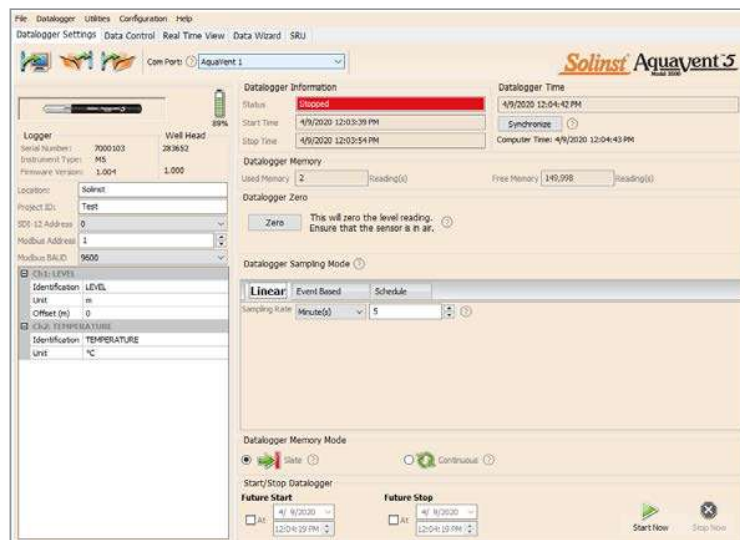 File Datalogger Utilities Configuration Help
Datalogger Settings Data Control Real Time View Data Wizard SRU
Com Port: AquaVent 1
Solinst Aquavent 5
Model 3500
89%
Logger Well Head
Serial Number: 7000103 283652
Instrument Type: M5
Firmware Version: 1.004 1.000
Location: Solinst
Project ID: Test
SDI-12 Address 0
Modbus Address 1
Modbus BAUD 9600
Ch1: LEVEL
Identification LEVEL
Unit m
Offset (m) 0
Ch2: TEMPERATURE
Identification TEMPERATURE
Unit °C
Datalogger Information
Status Stopped
Start Time 4/9/2020 12:03:39 PM
Stop Time 4/9/2020 12:03:54 PM
Datalogger Time
4/9/2020 12:04:42 PM
Synchronize
Computer Time: 4/9/2020 12:04:43 PM
Datalogger Memory
Used Memory 2 Reading(s) Free Memory 149,998 Reading(s)
Datalogger Zero
Zero This will zero the level reading.
Ensure that the sensor is in air.
Datalogger Sampling Mode
Linear Event Based Schedule
Sampling Rate Minute(s) 5
Datalogger Memory Mode
Slate Continuous
Start/Stop Datalogger
Future Start Future Stop
At 4/ 9/2020 At 4/ 9/2020
12:04:19 PM 12:04:19 PM
Start Now Stop Now